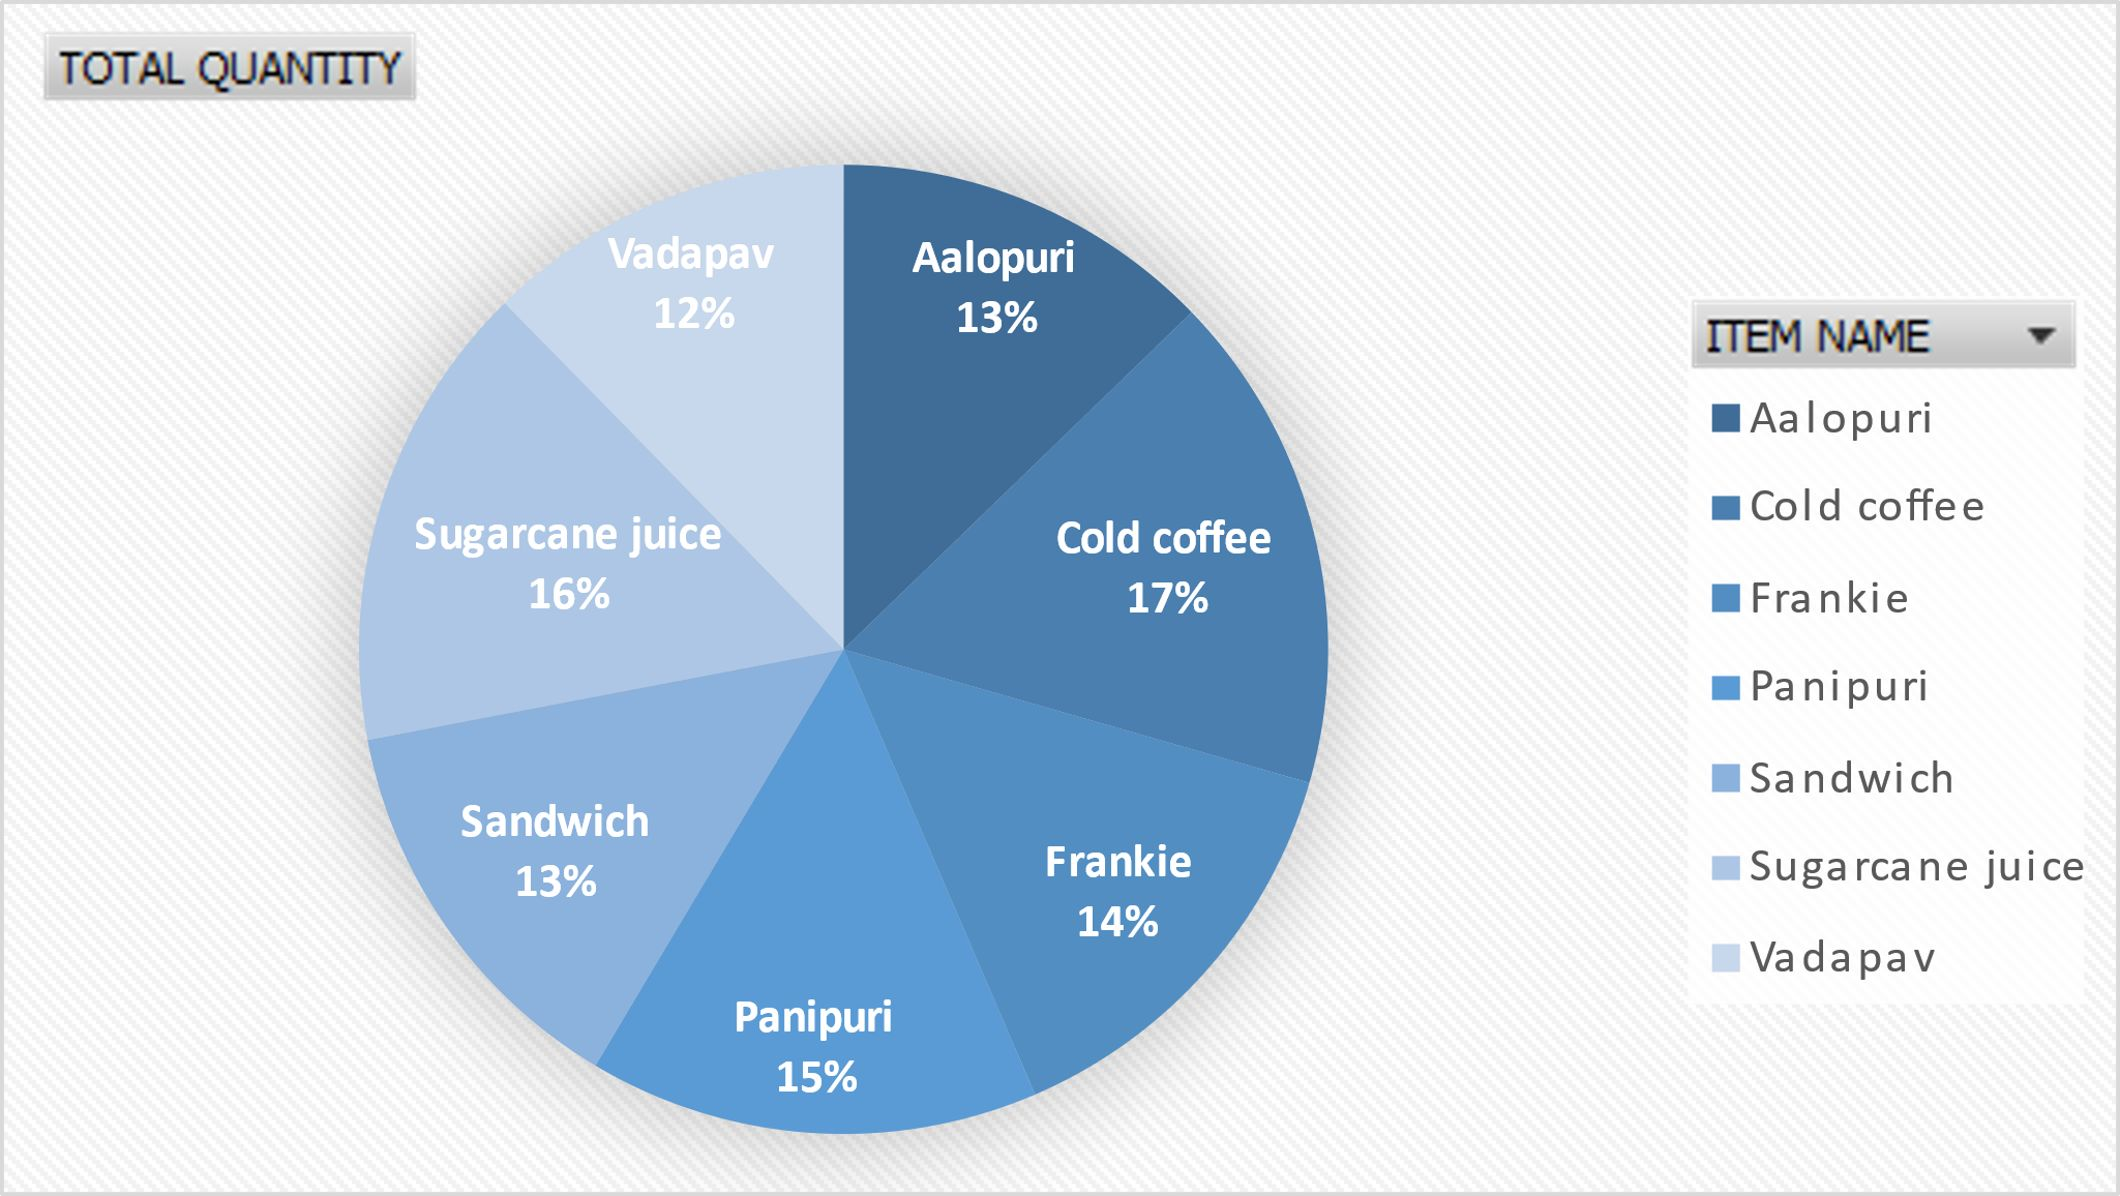 TOTAL QUANTITY
Vadapav
12%
Aalopuri
13%
Cold coffee
17%
Sugarcane juice
16%
Sandwich
13%
Frankie
14%
Panipuri
15%
ITEM NAME
Aalopuri
Cold coffee
Frankie
Panipuri
Sandwich
Sugarcane juice
Vadapav